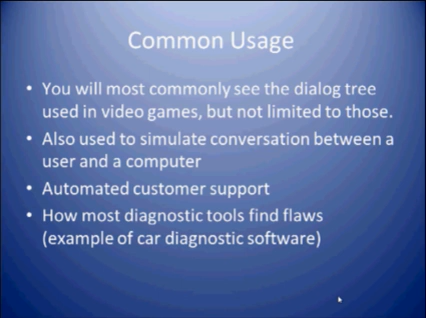 Common Usage
• You will most commonly see the dialog tree
used in video games, but not limited to those.
• Also used to simulate conversation between a
user and a computer
• Automated customer support
• How most diagnostic tools find flaws
(example of car diagnostic software)